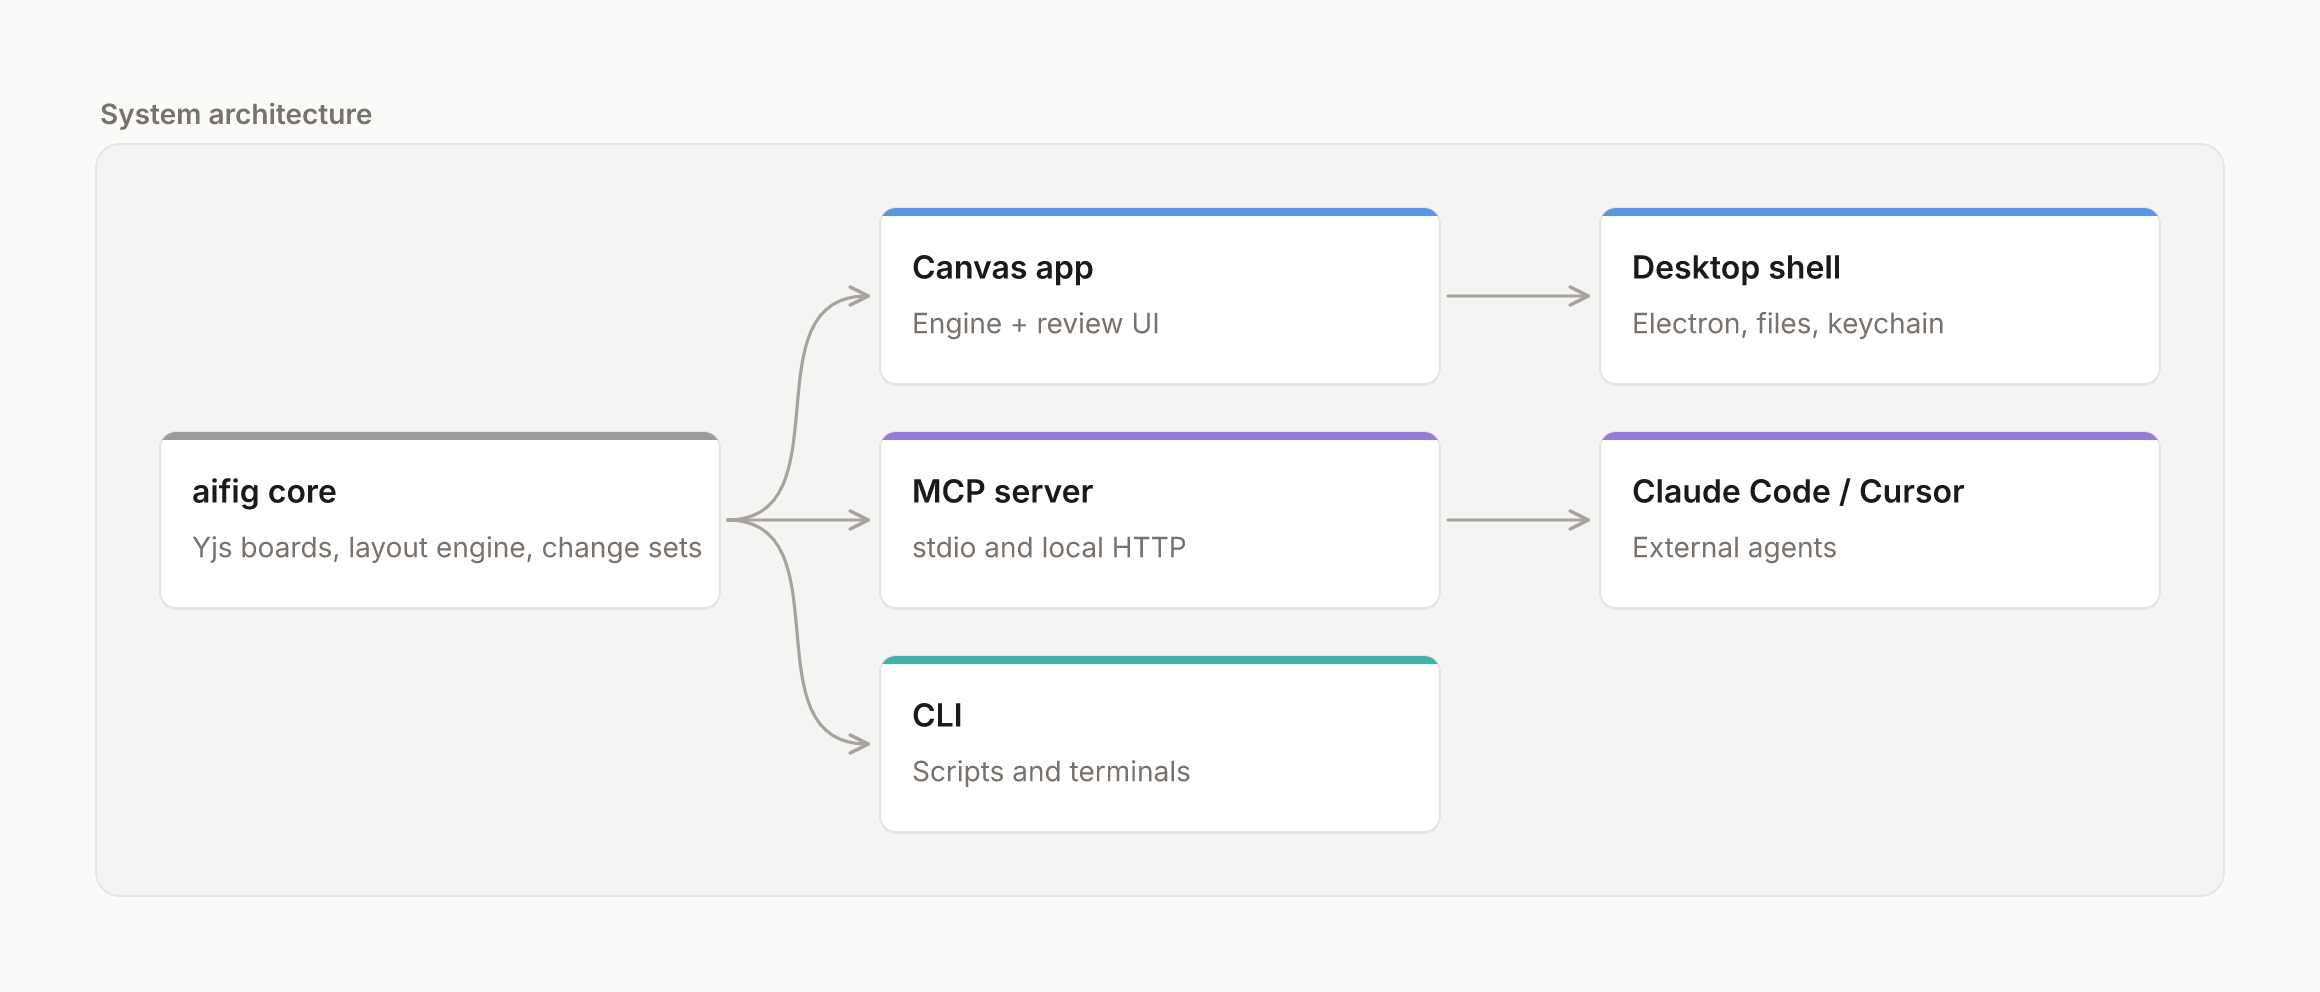 System architecture
Canvas app
Engine + review UI
Desktop shell
Electron, files, keychain
aifig core
Yjs boards, layout engine, change sets
MCP server
stdio and local HTTP
Claude Code / Cursor
External agents
CLI
Scripts and terminals